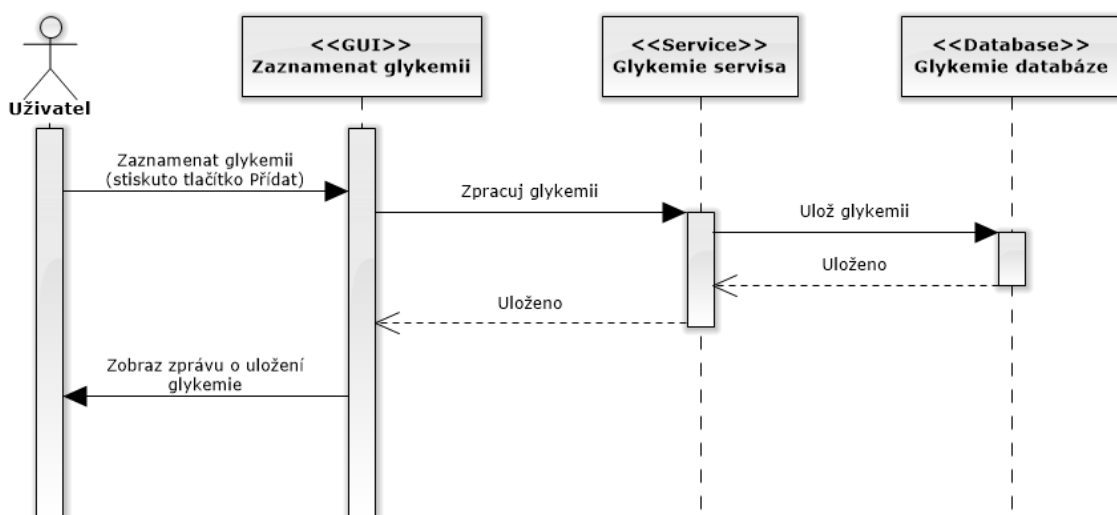 Uživatel
<<GUI>>
Zaznamenat glykemii
<<Service>>
Glykemie servisa
<<Database>>
Glykemie databáze
Zaznamenat glykemii
(stiskuto tlačítko Přídat)
Zpracuj glykemii
Ulož glykemii
Uloženo
Uloženo
Zobraz zprávu o uložení
glykemie